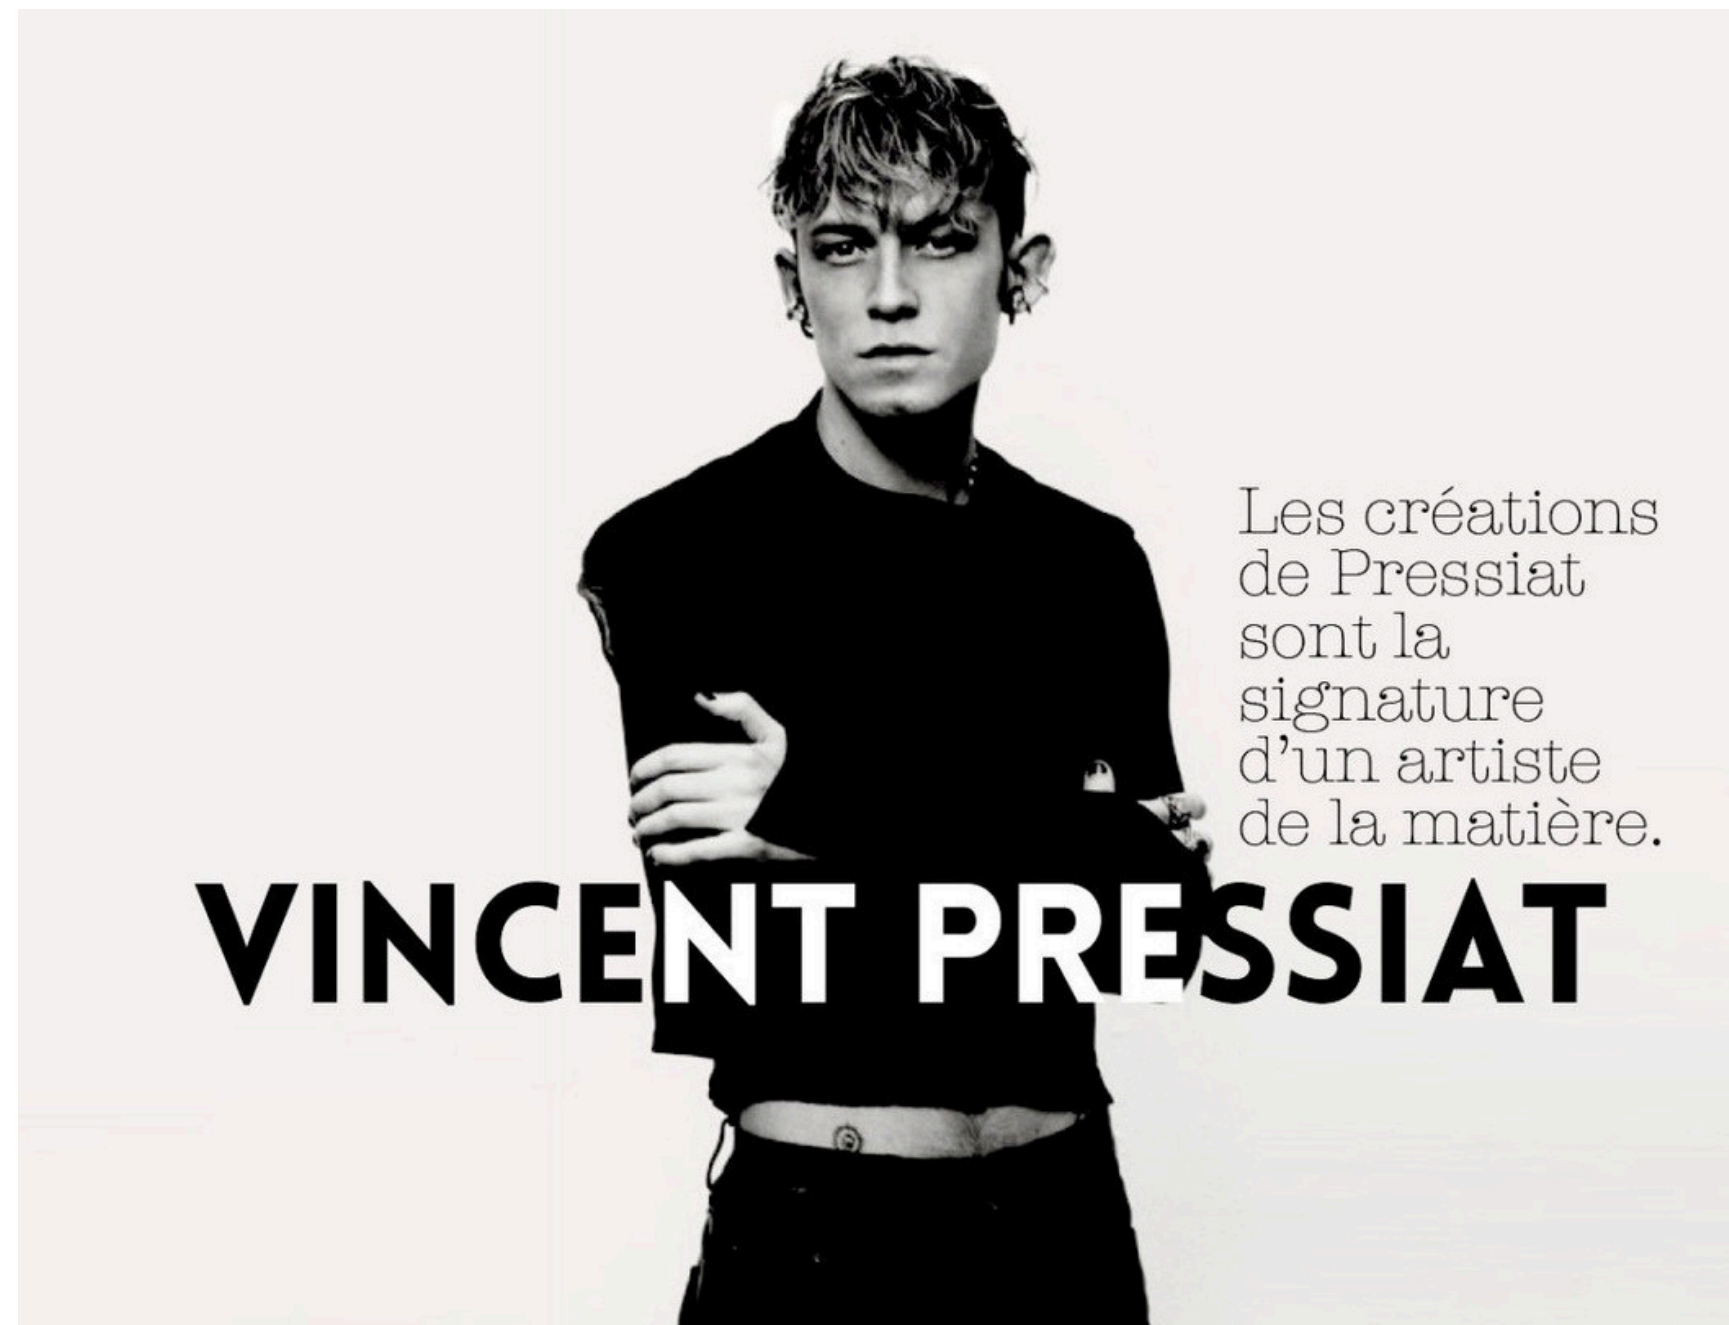 Les créations
de Pressiat
sont la
signature
d’un artiste
de la matière.
VINCENT PRESSIAT